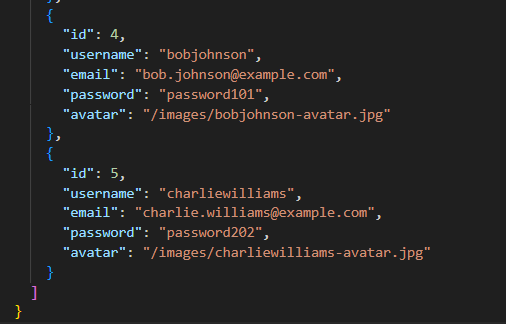 },
{
"id": 4,
"username": "bobjohnson",
"email": "bob.johnson@example.com",
"password": "password101",
"avatar": "/images/bobjohnson-avatar.jpg"
},
{
"id": 5,
"username": "charliewilliams",
"email": "charlie.williams@example.com",
"password": "password202",
"avatar": "/images/charliewilliams-avatar.jpg"
}
]
}